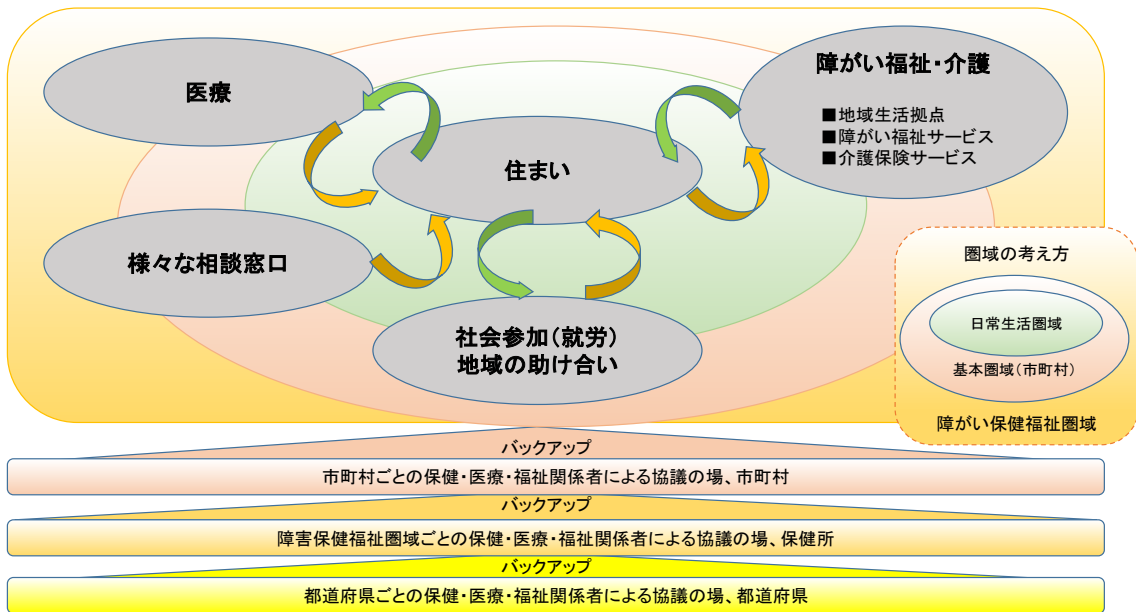 医療
障がい福祉・介護
■地域生活拠点
■障がい福祉サービス
■介護保険サービス
住まい
様々な相談窓口
社会参加(就労)
地域の助け合い
圏域の考え方
日常生活圏域
基本圏域(市町村)
障がい保健福祉圏域
バックアップ
市町村ごとの保健・医療・福祉関係者による協議の場、市町村
バックアップ
障害保健福祉圏域ごとの保健・医療・福祉関係者による協議の場、保健所
バックアップ
都道府県ごとの保健・医療・福祉関係者による協議の場、都道府県